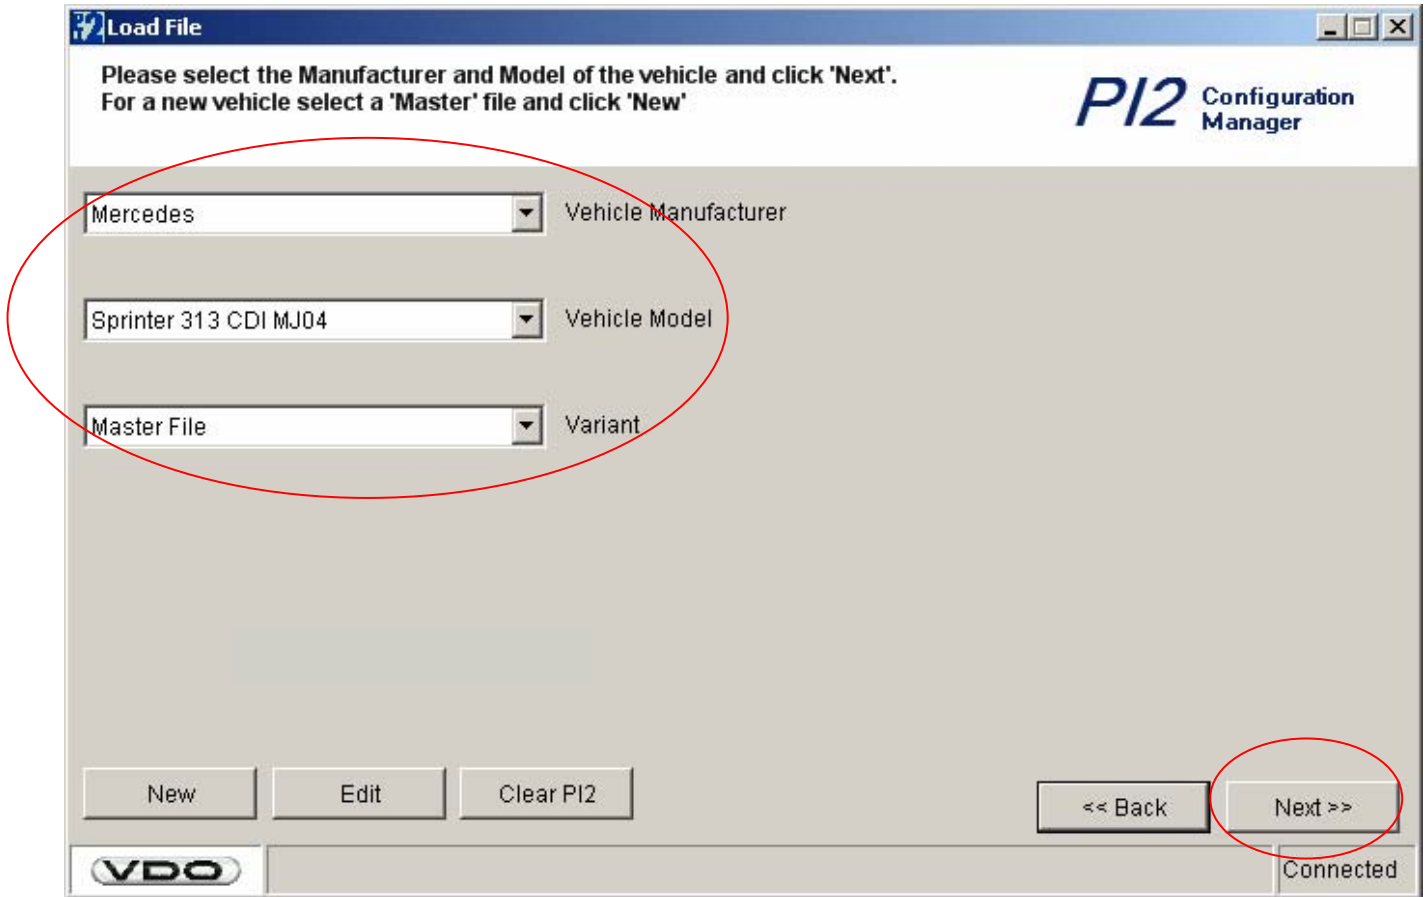 Load File
Please select the Manufacturer and Model of the vehicle and click 'Next'.
For a new vehicle select a 'Master' file and click 'New'
PI2 Configuration
Manager
Mercedes Vehicle Manufacturer
Sprinter 313 CDI MJ04 Vehicle Model
Master File Variant
New Edit Clear PI2 << Back Next >>
VDO Connected